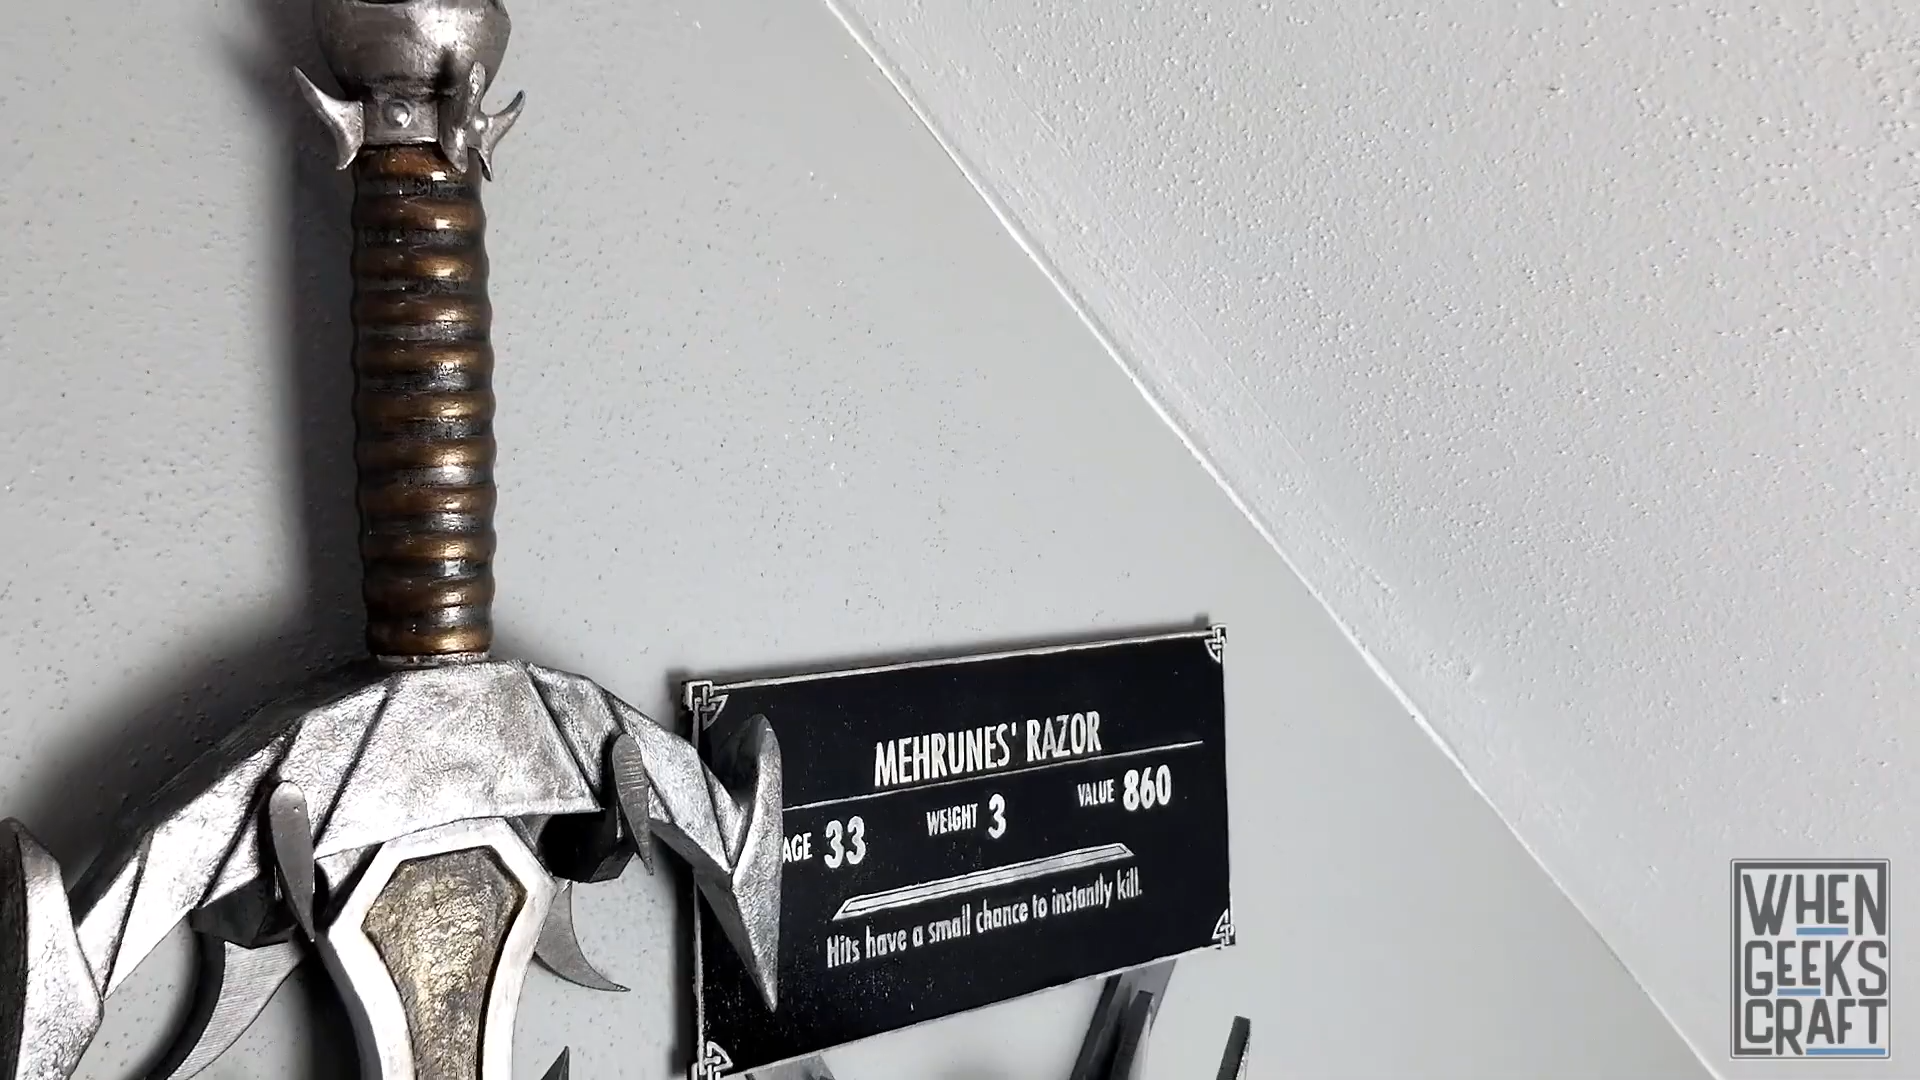 MEHRUNES' RAZOR
AGE 33 WEIGHT 3 VALUE 860
Hits have a small chance to instantly kill.
WHEN
GEEKS
CRAFT